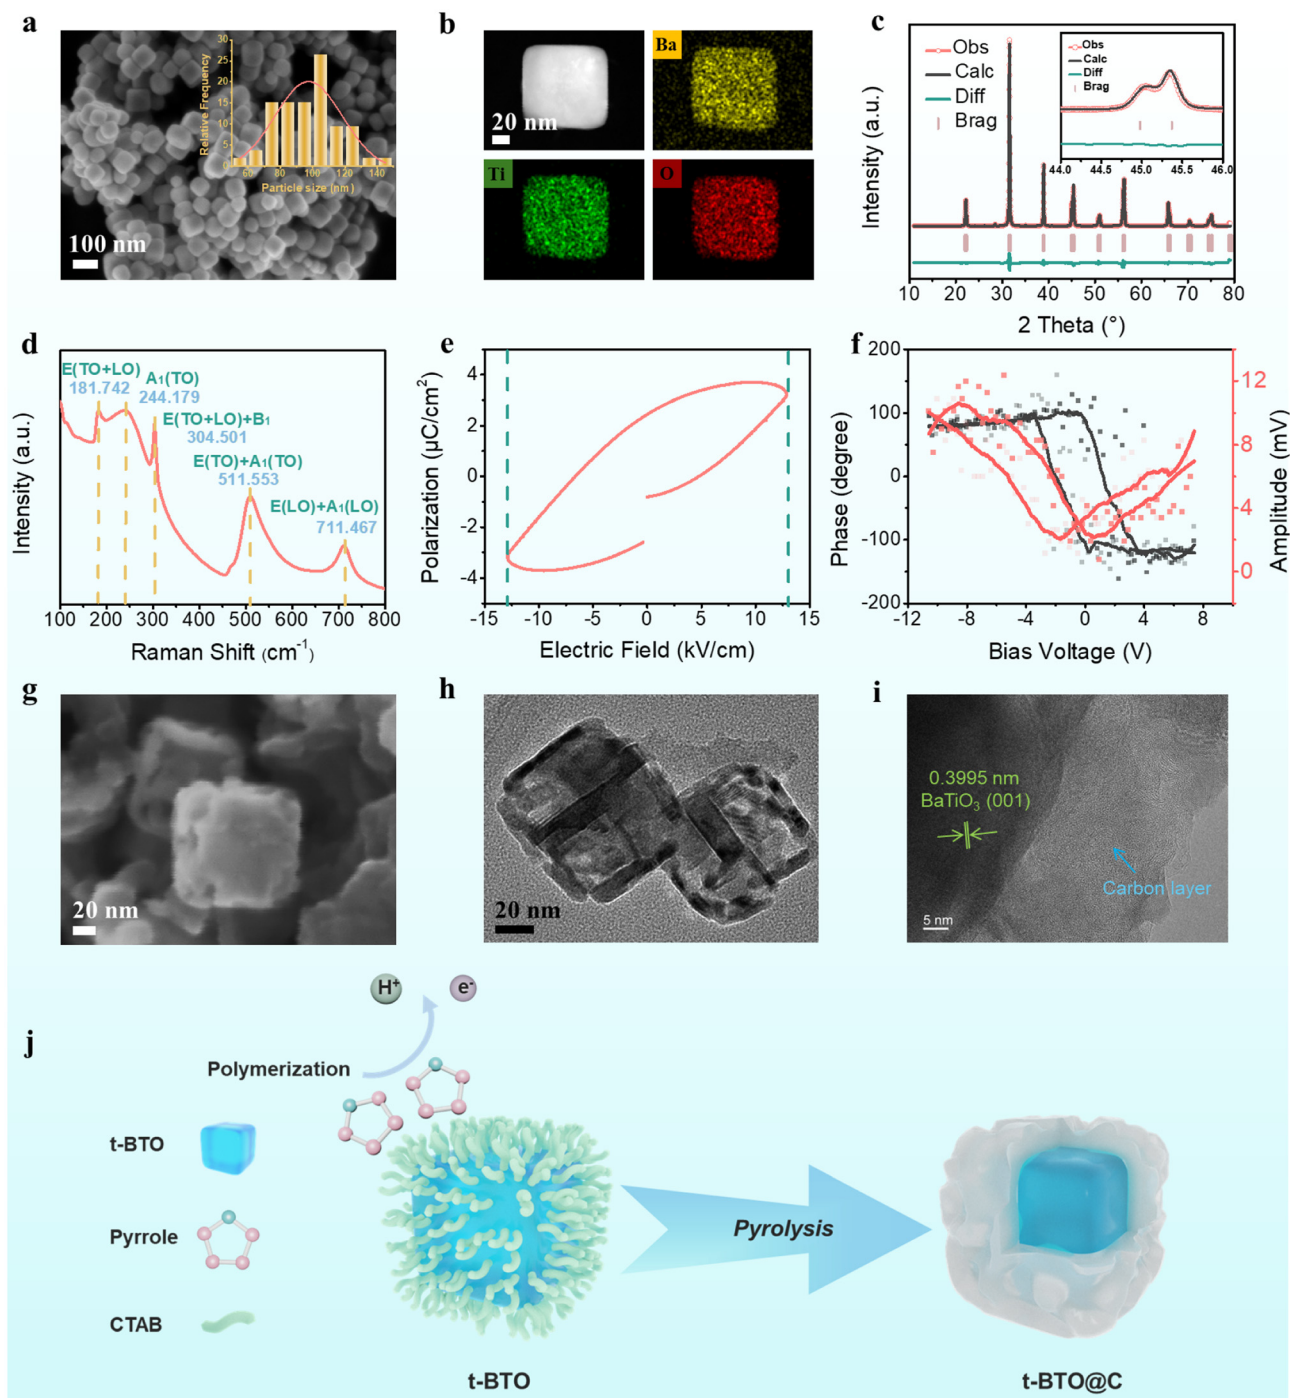 a
Relative Frequency
30
25
20
15
10
5
0
60 80 100 120 140
Particle size (nm)
100 nm
b
Ba
20 nm
Ti
O
c
Intensity (a.u.)
Obs
Calc
Diff
Brag
Obs
Calc
Diff
Brag
44.0 44.5 45.0 45.5 46.0
10 20 30 40 50 60 70 80
2 Theta (°)
d
Intensity (a.u.)
E(TO+LO)
181.742
A₁(TO)
244.179
E(TO+LO)+B₁
304.501
E(TO)+A₁(TO)
511.553
E(LO)+A₁(LO)
711.467
100 200 300 400 500 600 700 800
Raman Shift (cm⁻¹)
e
Polarization (μC/cm²)
4
2
0
-2
-4
-15 -10 -5 0 5 10 15
Electric Field (kV/cm)
f
Phase (degree)
200
100
0
-100
-200
-12 -8 -4 0 4 8
Bias Voltage (V)
12
10
8
6
4
2
0
Amplitude (mV)
g
20 nm
h
20 nm
i
0.3995 nm
BaTiO₃ (001)
Carbon layer
5 nm
j
H⁺ e⁻
Polymerization
t-BTO
Pyrrole
CTAB
Pyrolysis
t-BTO
t-BTO@C